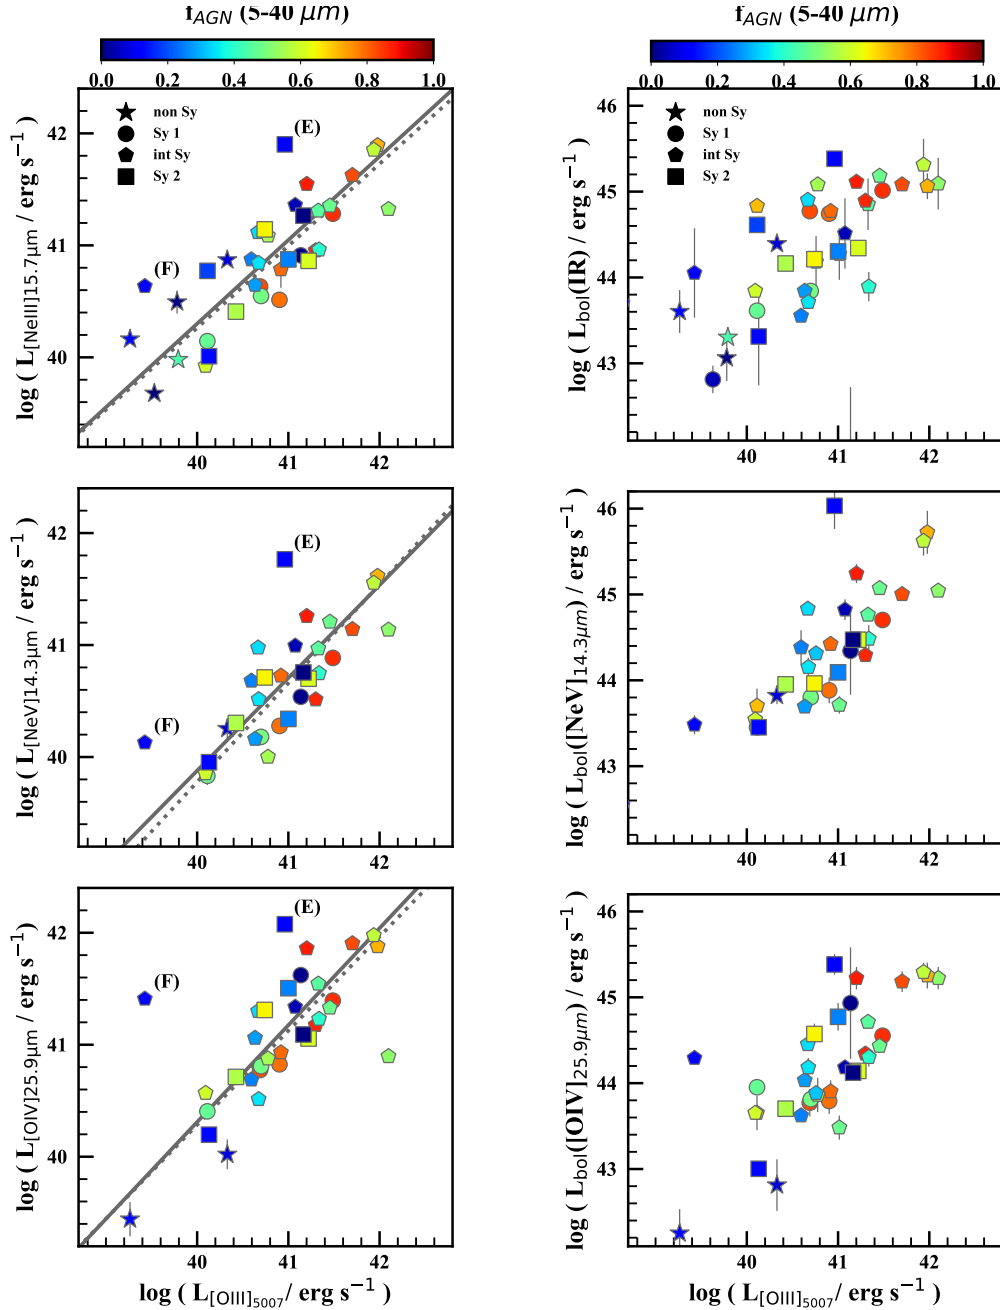 f_AGN (5-40 μm)
0.0 0.2 0.4 0.6 0.8 1.0
non Sy
Sy 1
int Sy
Sy 2
(E)
(F)
42
41
40
40 41 42
log ( L_[NeIII]15.7μm / erg s⁻¹ )
f_AGN (5-40 μm)
0.0 0.2 0.4 0.6 0.8 1.0
non Sy
Sy 1
int Sy
Sy 2
46
45
44
43
40 41 42
log ( L_bol(IR) / erg s⁻¹ )
(E)
(F)
42
41
40
40 41 42
log ( L_[NeV]14.3μm / erg s⁻¹ )
46
45
44
43
40 41 42
log ( L_bol([NeV]_14.3μm) / erg s⁻¹ )
(E)
(F)
42
41
40
40 41 42
log ( L_[OIV]25.9μm / erg s⁻¹ )
log ( L_[OIII]5007 / erg s⁻¹ )
46
45
44
43
40 41 42
log ( L_bol([OIV]_25.9μm) / erg s⁻¹ )
log ( L_[OIII]5007 / erg s⁻¹ )